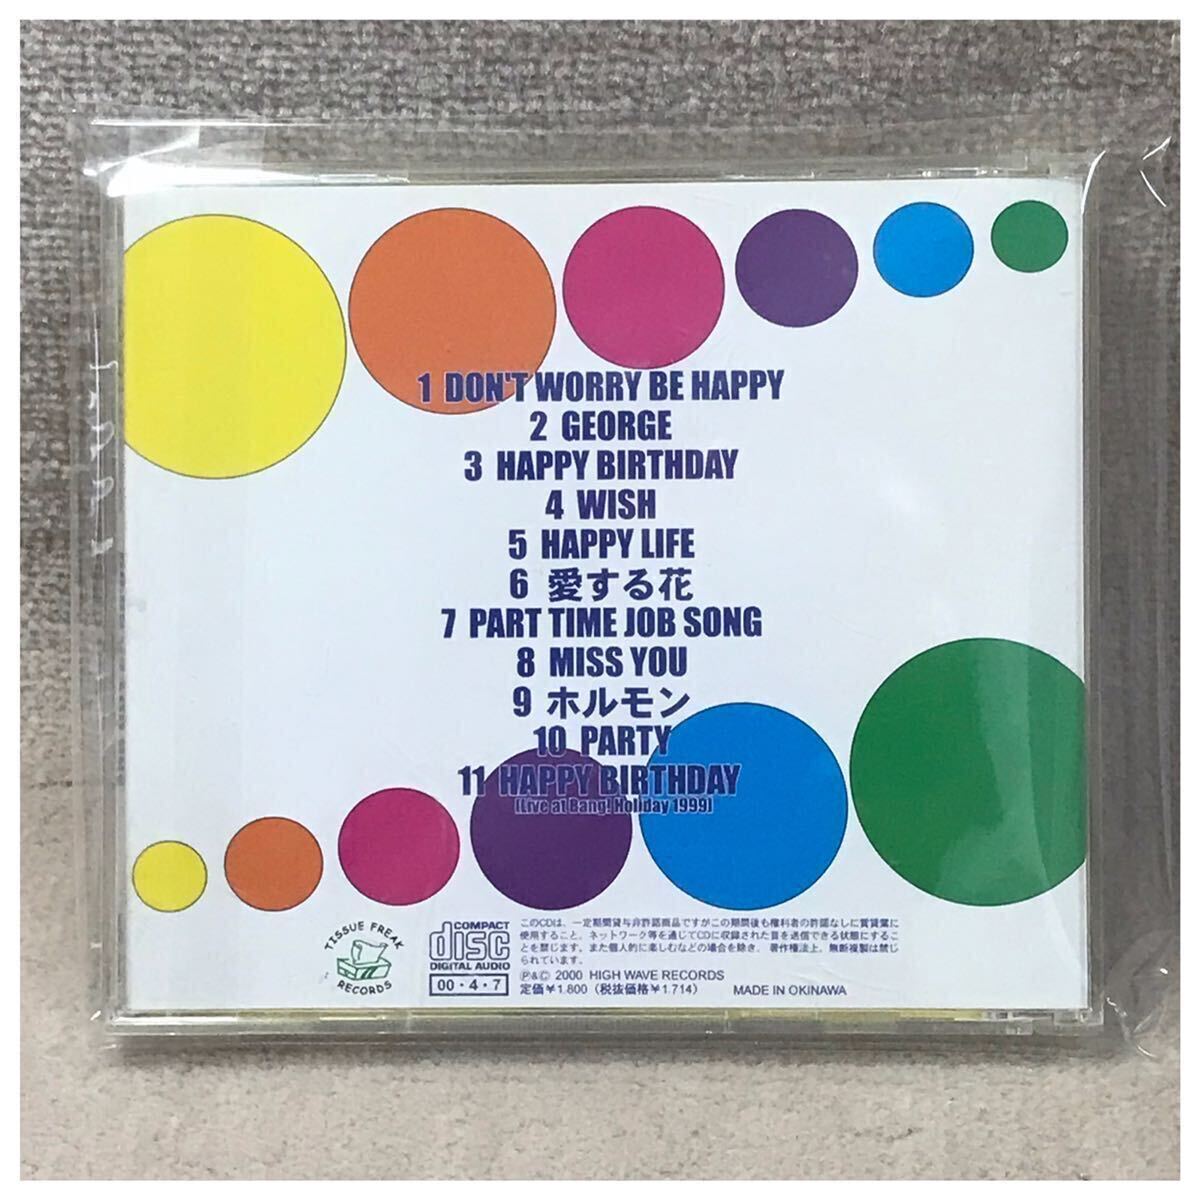 1 DON'T WORRY BE HAPPY
2 GEORGE
3 HAPPY BIRTHDAY
4 WISH
5 HAPPY LIFE
6 愛する花
7 PART TIME JOB SONG
8 MISS YOU
9 ホルモン
10 PARTY
11 HAPPY BIRTHDAY
[Live at Bang! Holiday 1999]
TISSUE FREAK
RECORDS
COMPACT
disc
DIGITAL AUDIO
00・4・7
このCDは、一定期間貸与非許諾商品ですがこの期間後も権利者の許諾なしに賃貸業に
使用すること、ネットワーク等を通じてCDに収録された音を送信できる状態にするこ
とを禁じます。また個人的に楽しむなどの場合を除き、著作権法上、無断複製は禁じ
られています。
℗&© 2000 HIGH WAVE RECORDS
定価￥1.800（税抜価格￥1.714） MADE IN OKINAWA